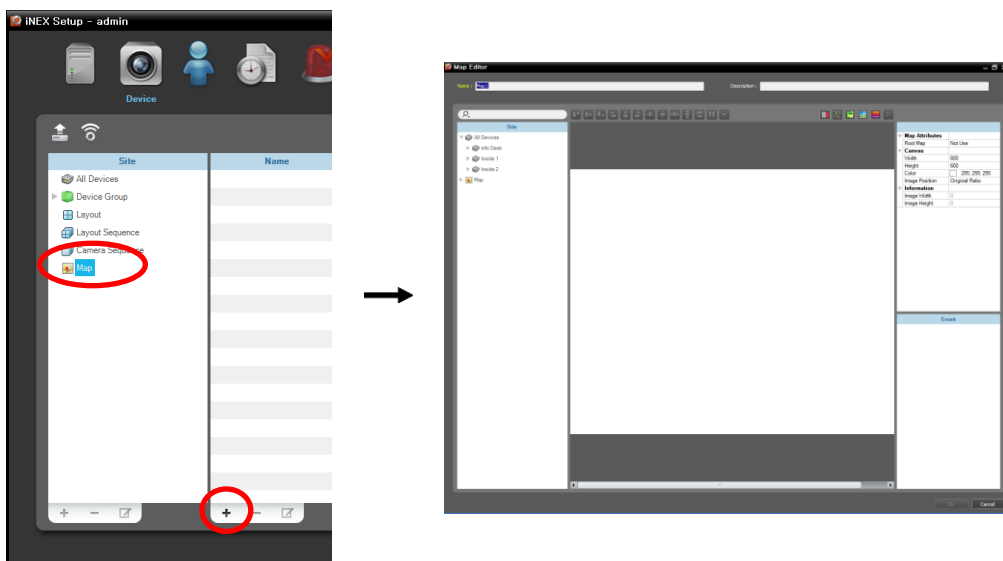 iNEX Setup - admin
Device
Site
Name
All Devices
Device Group
Layout
Layout Sequence
Camera Sequence
Map
Map Editor
Name :
Map1
Description :
Site
All Devices
Info Desk
Inside 1
Inside 2
Map
Map Attributes
Root Map Not Use
Canvas
Width 800
Height 600
Color 255; 255; 255
Image Position Original Ratio
Information
Image Width 0
Image Height 0
Event
Cancel